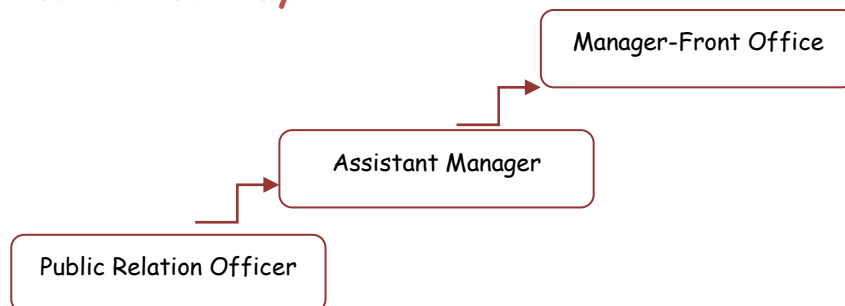 Manager-Front Office
Assistant Manager
Public Relation Officer